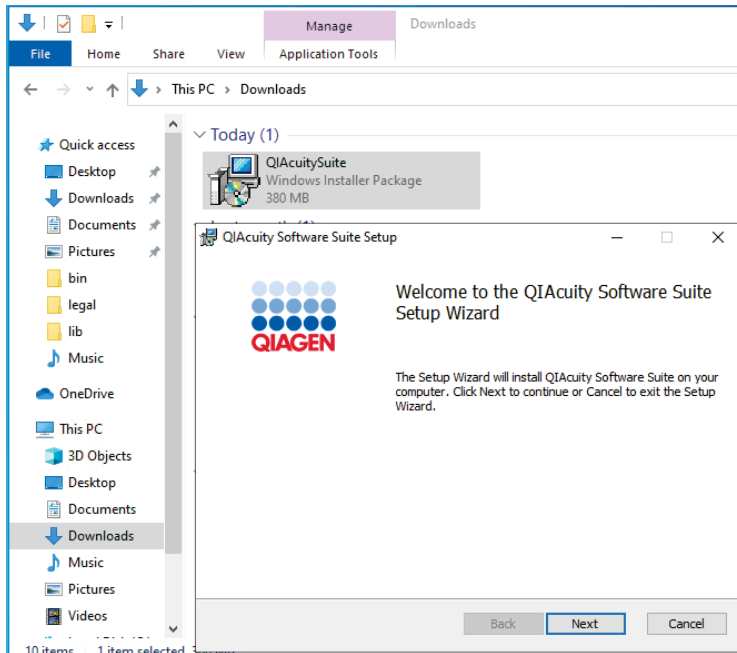 Manage
Downloads
File
Home
Share
View
Application Tools
This PC
Downloads
Quick access
Desktop
Downloads
Documents
Pictures
bin
legal
lib
Music
OneDrive
This PC
3D Objects
Desktop
Documents
Downloads
Music
Pictures
Videos
Today (1)
QIAcuitySuite
Windows Installer Package
380 MB
QIAcuity Software Suite Setup
QIAGEN
Welcome to the QIAcuity Software Suite
Setup Wizard
The Setup Wizard will install QIAcuity Software Suite on your
computer. Click Next to continue or Cancel to exit the Setup
Wizard.
Back
Next
Cancel
10 items
1 item selected